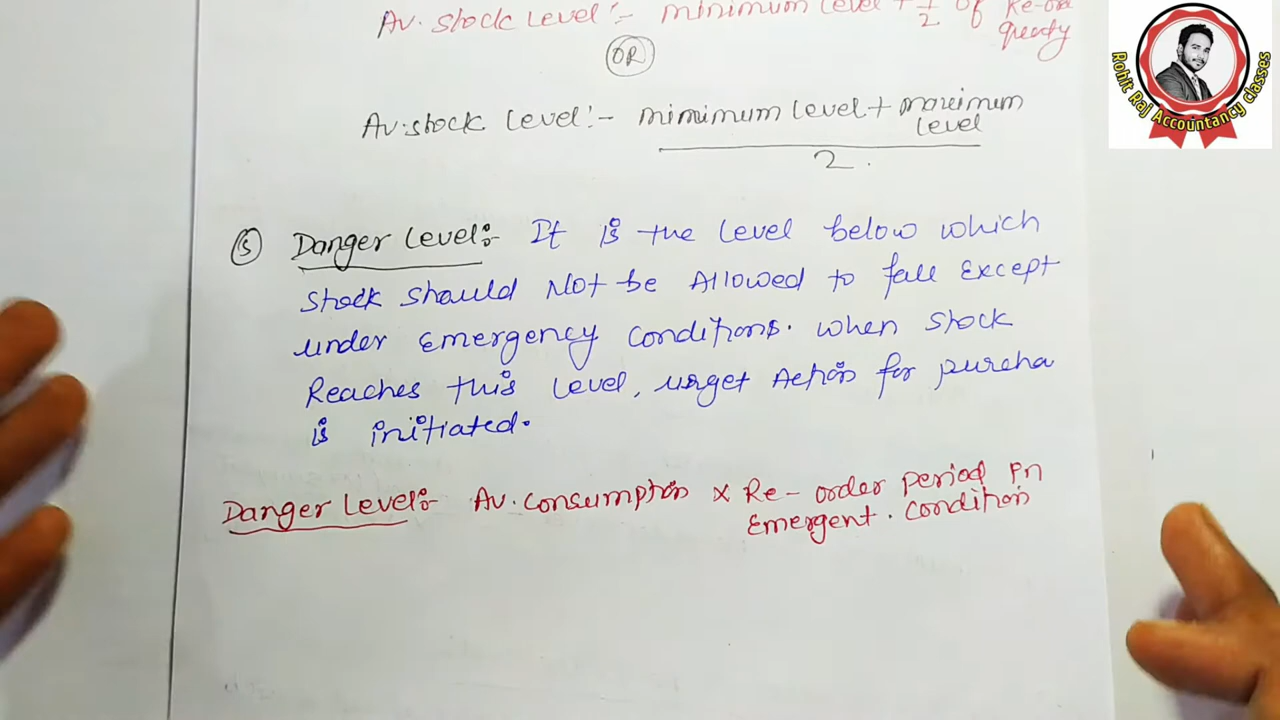 Av. stock Level :- minimum Level + 1/2 of Re-ord
OR
Av. stock Level :- minimum Level + maximum
Level
2.
(5) Danger Level :- It is the Level below which
Stock Should Not be Allowed to fall Except
under Emergency Conditions. When Stock
Reaches this Level, urget Action for purcha
is initiated.
Danger Level :- Av. consumption × Re-order period in
Emergent. Condition
Rohit Raj Accountancy classes